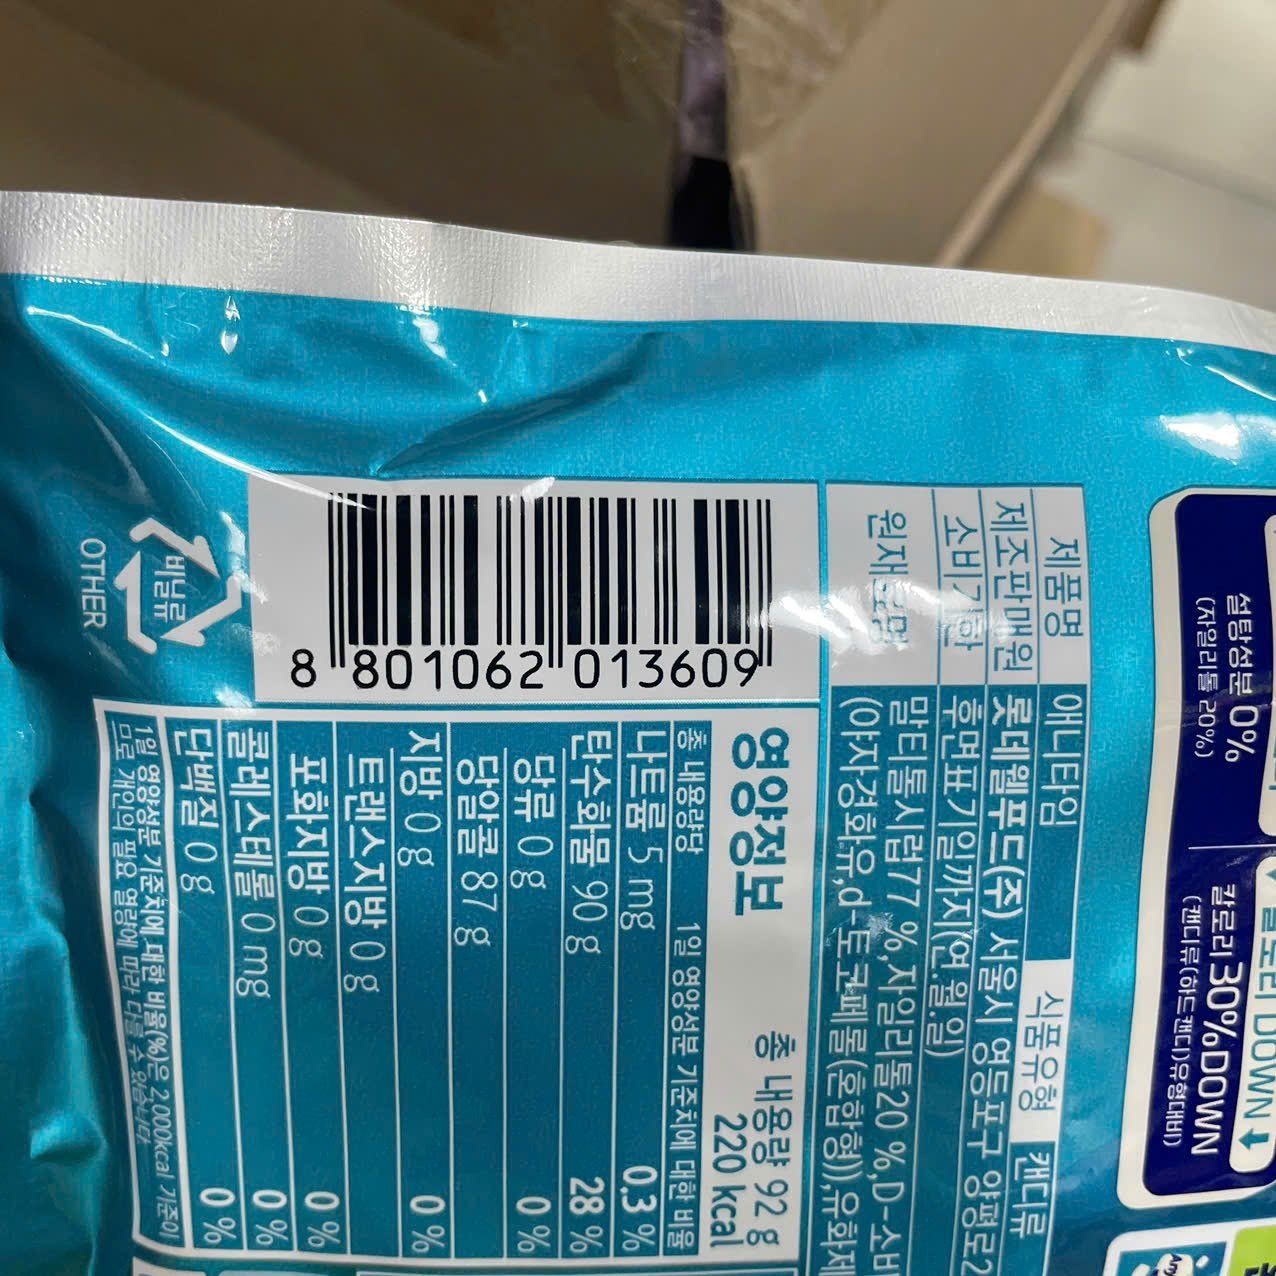 설탕성분 0%
(자일리톨 20%)
칼로리 DOWN
칼로리 30% DOWN
(캔디류(하드캔디)유형대비)
제품명 애니타임 식품유형 캔디류
제조판매원 롯데웰푸드(주) 서울시 영등포구 양평로2
소비기한 후면표기일까지(연.월.일)
원재료명 말티톨시럽77 %,자일리톨20 %,D-소비
(야자경화유,d-토코페롤(혼합형)),유화제
8 801062 013609
비닐류
OTHER
영양정보 총 내용량 92 g
220 kcal
총 내용량당 1일 영양성분 기준치에 대한 비율
나트륨 5 mg 0.3 %
탄수화물 90 g 28 %
당류 0 g 0 %
당알콜 87 g
지방 0 g 0 %
트랜스지방 0 g
포화지방 0 g 0 %
콜레스테롤 0 mg 0 %
단백질 0 g 0 %
1일 영양성분 기준치에 대한 비율(%)은 2,000kcal 기준이
므로 개인의 필요 열량에 따라 다를 수 있습니다.